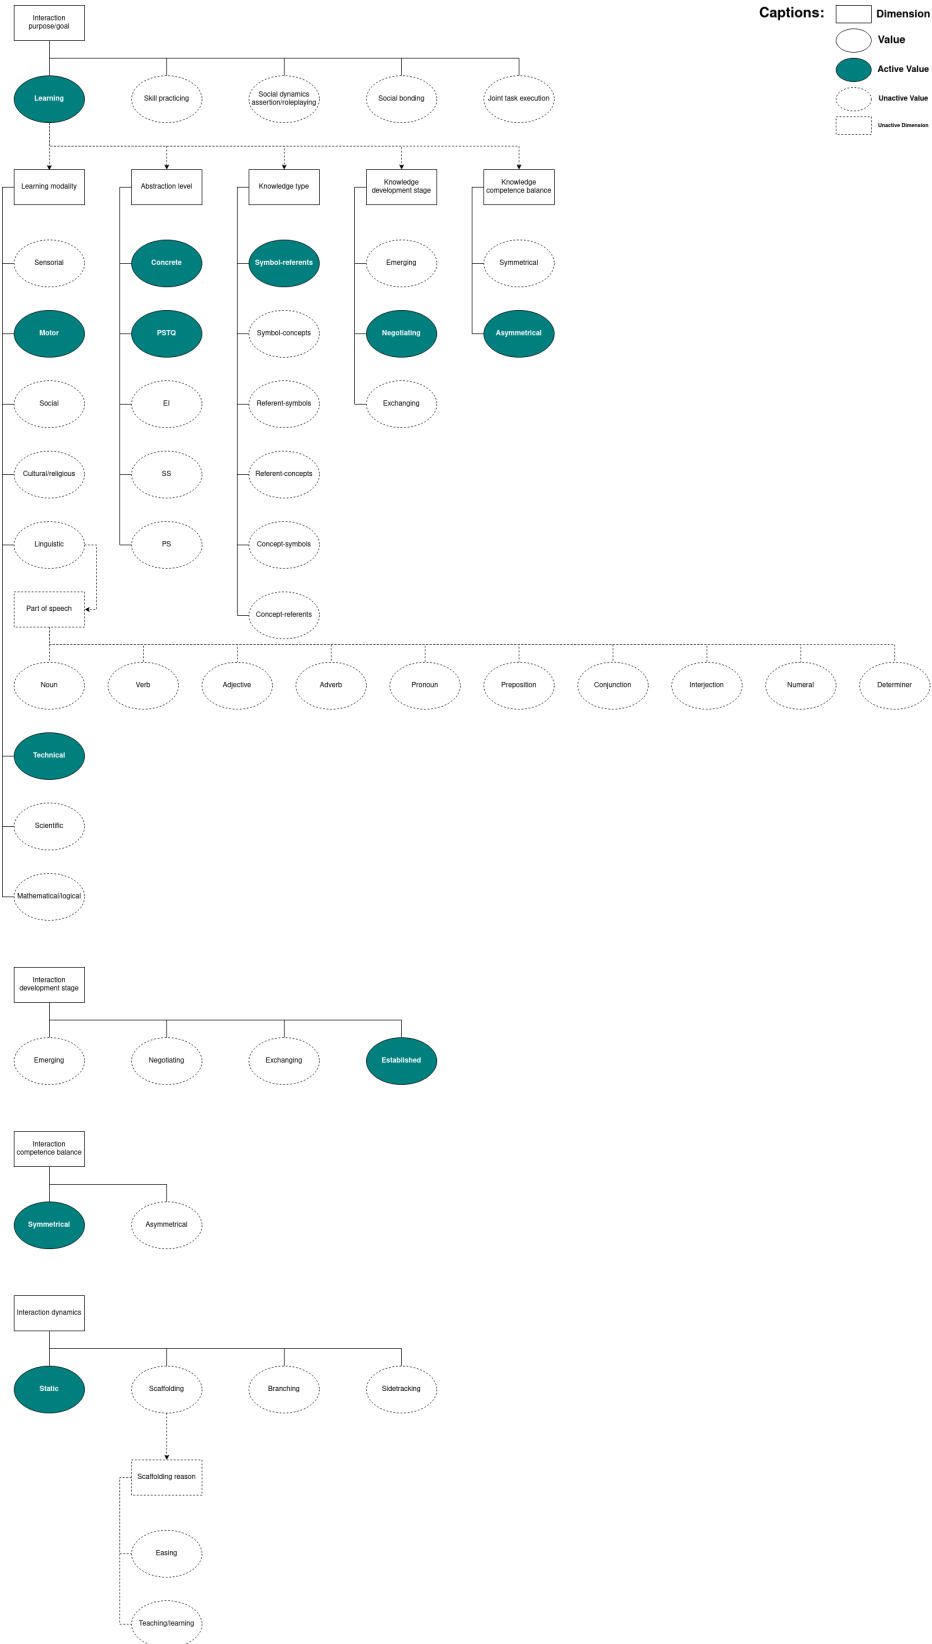 Captions:
Dimension
Value
Active Value
Unactive Value
Unactive Dimension
Interaction
purpose/goal
Learning
Skill practicing
Social dynamics
assertion/roleplaying
Social bonding
Joint task execution
Learning modality
Abstraction level
Knowledge type
Knowledge
development stage
Knowledge
competence balance
Sensorial
Concrete
Symbol-referents
Emerging
Symmetrical
Motor
PSTQ
Symbol-concepts
Negotiating
Asymmetrical
Social
EI
Referent-symbols
Exchanging
Cultural/religious
SS
Referent-concepts
Linguistic
PS
Concept-symbols
Part of speech
Concept-referents
Noun
Verb
Adjective
Adverb
Pronoun
Preposition
Conjunction
Interjection
Numeral
Determiner
Technical
Scientific
Mathematical/logical
Interaction
development stage
Emerging
Negotiating
Exchanging
Established
Interaction
competence balance
Symmetrical
Asymmetrical
Interaction dynamics
Static
Scaffolding
Branching
Sidetracking
Scaffolding reason
Easing
Teaching/learning